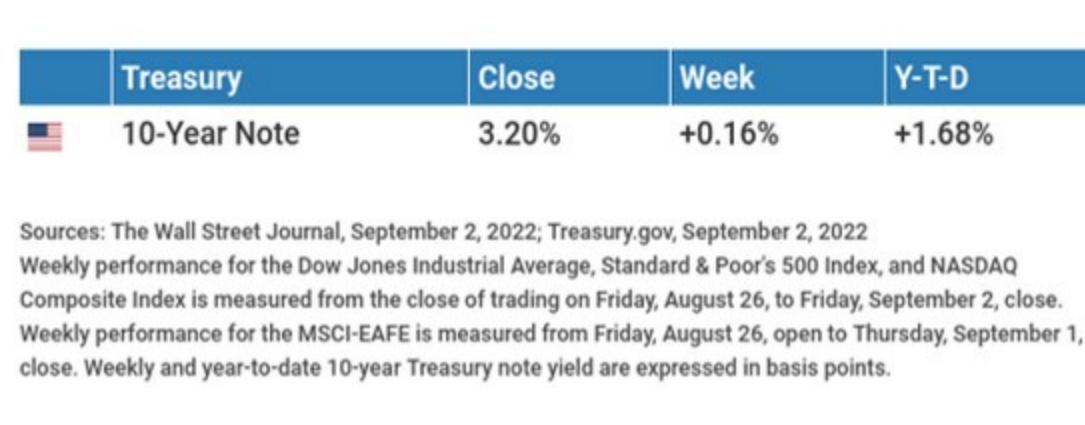 Treasury Close Week Y-T-D
10-Year Note 3.20% +0.16% +1.68%
Sources: The Wall Street Journal, September 2, 2022; Treasury.gov, September 2, 2022
Weekly performance for the Dow Jones Industrial Average, Standard & Poor's 500 Index, and NASDAQ
Composite Index is measured from the close of trading on Friday, August 26, to Friday, September 2, close.
Weekly performance for the MSCI-EAFE is measured from Friday, August 26, open to Thursday, September 1,
close. Weekly and year-to-date 10-year Treasury note yield are expressed in basis points.